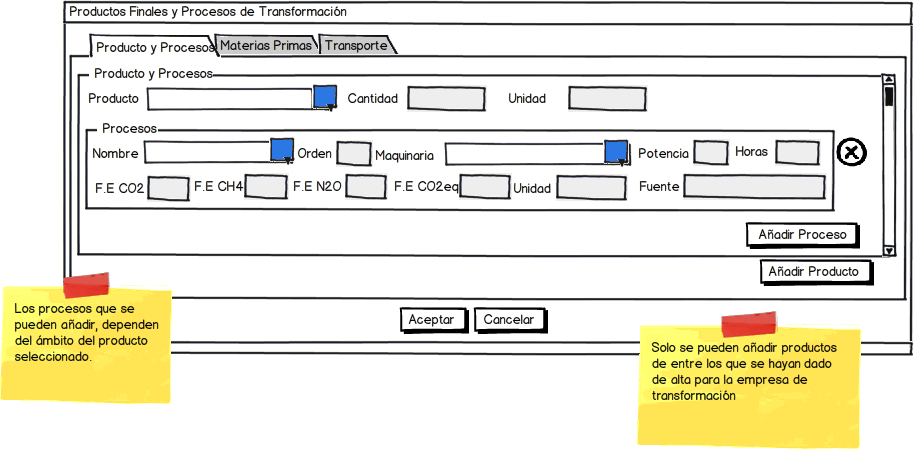 Productos Finales y Procesos de Transformación
Producto y Procesos Materias Primas Transporte
Producto y Procesos
Producto Cantidad Unidad
Procesos
Nombre Orden Maquinaria Potencia Horas
F.E CO2 F.E CH4 F.E N2O F.E CO2eq Unidad Fuente
Añadir Proceso
Añadir Producto
Aceptar Cancelar
Los procesos que se
pueden añadir, dependen
del ámbito del producto
seleccionado.
Solo se pueden añadir productos
de entre los que se hayan dado
de alta para la empresa de
transformación